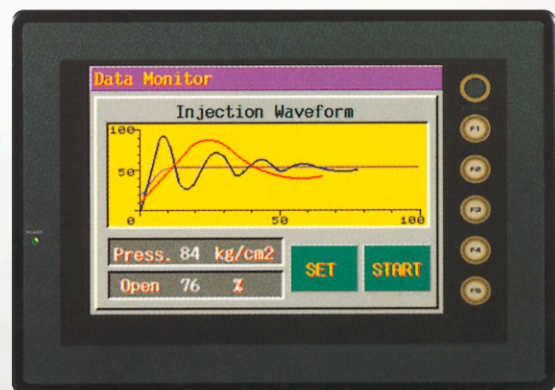 Data Monitor
Injection Waveform
100
50
0 50 100
Press. 84 kg/cm2
Open 76 %
SET START
F1
F2
F3
F4
F5
POWER